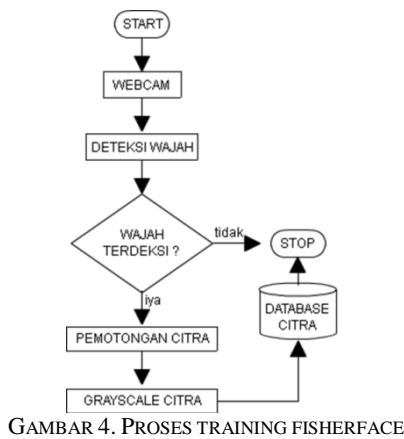 START
WEBCAM
DETEKSI WAJAH
WAJAH
TERDEKSI ?
tidak
STOP
iya
DATABASE
CITRA
PEMOTONGAN CITRA
GRAYSCALE CITRA
GAMBAR 4. PROSES TRAINING FISHERFACE